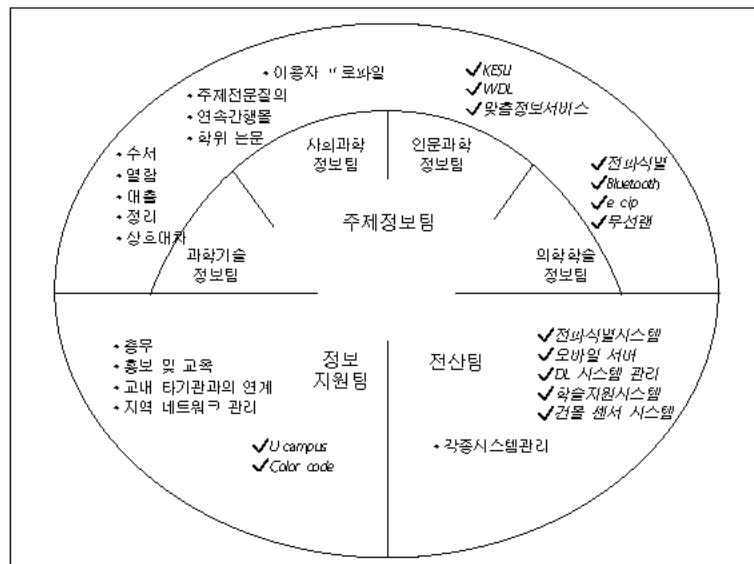 이용자 프로파일
주제전문질의
연속간행물
학위 논문
수서
열람
대출
정리
상호대차
KESLI
WDL
맞춤정보서비스
전파식별
Bluetooth
e cip
무선랜
사회과학
정보팀
인문과학
정보팀
주제정보팀
과학기술
정보팀
의학학술
정보팀
총무
홍보 및 교육
교내 타기관과의 연계
지역 네트워크 관리
정보
지원팀
U campus
Color code
전산팀
전파식별시스템
모바일 서버
DL 시스템 관리
학습지원시스템
건물 센서 시스템
각종시스템관리